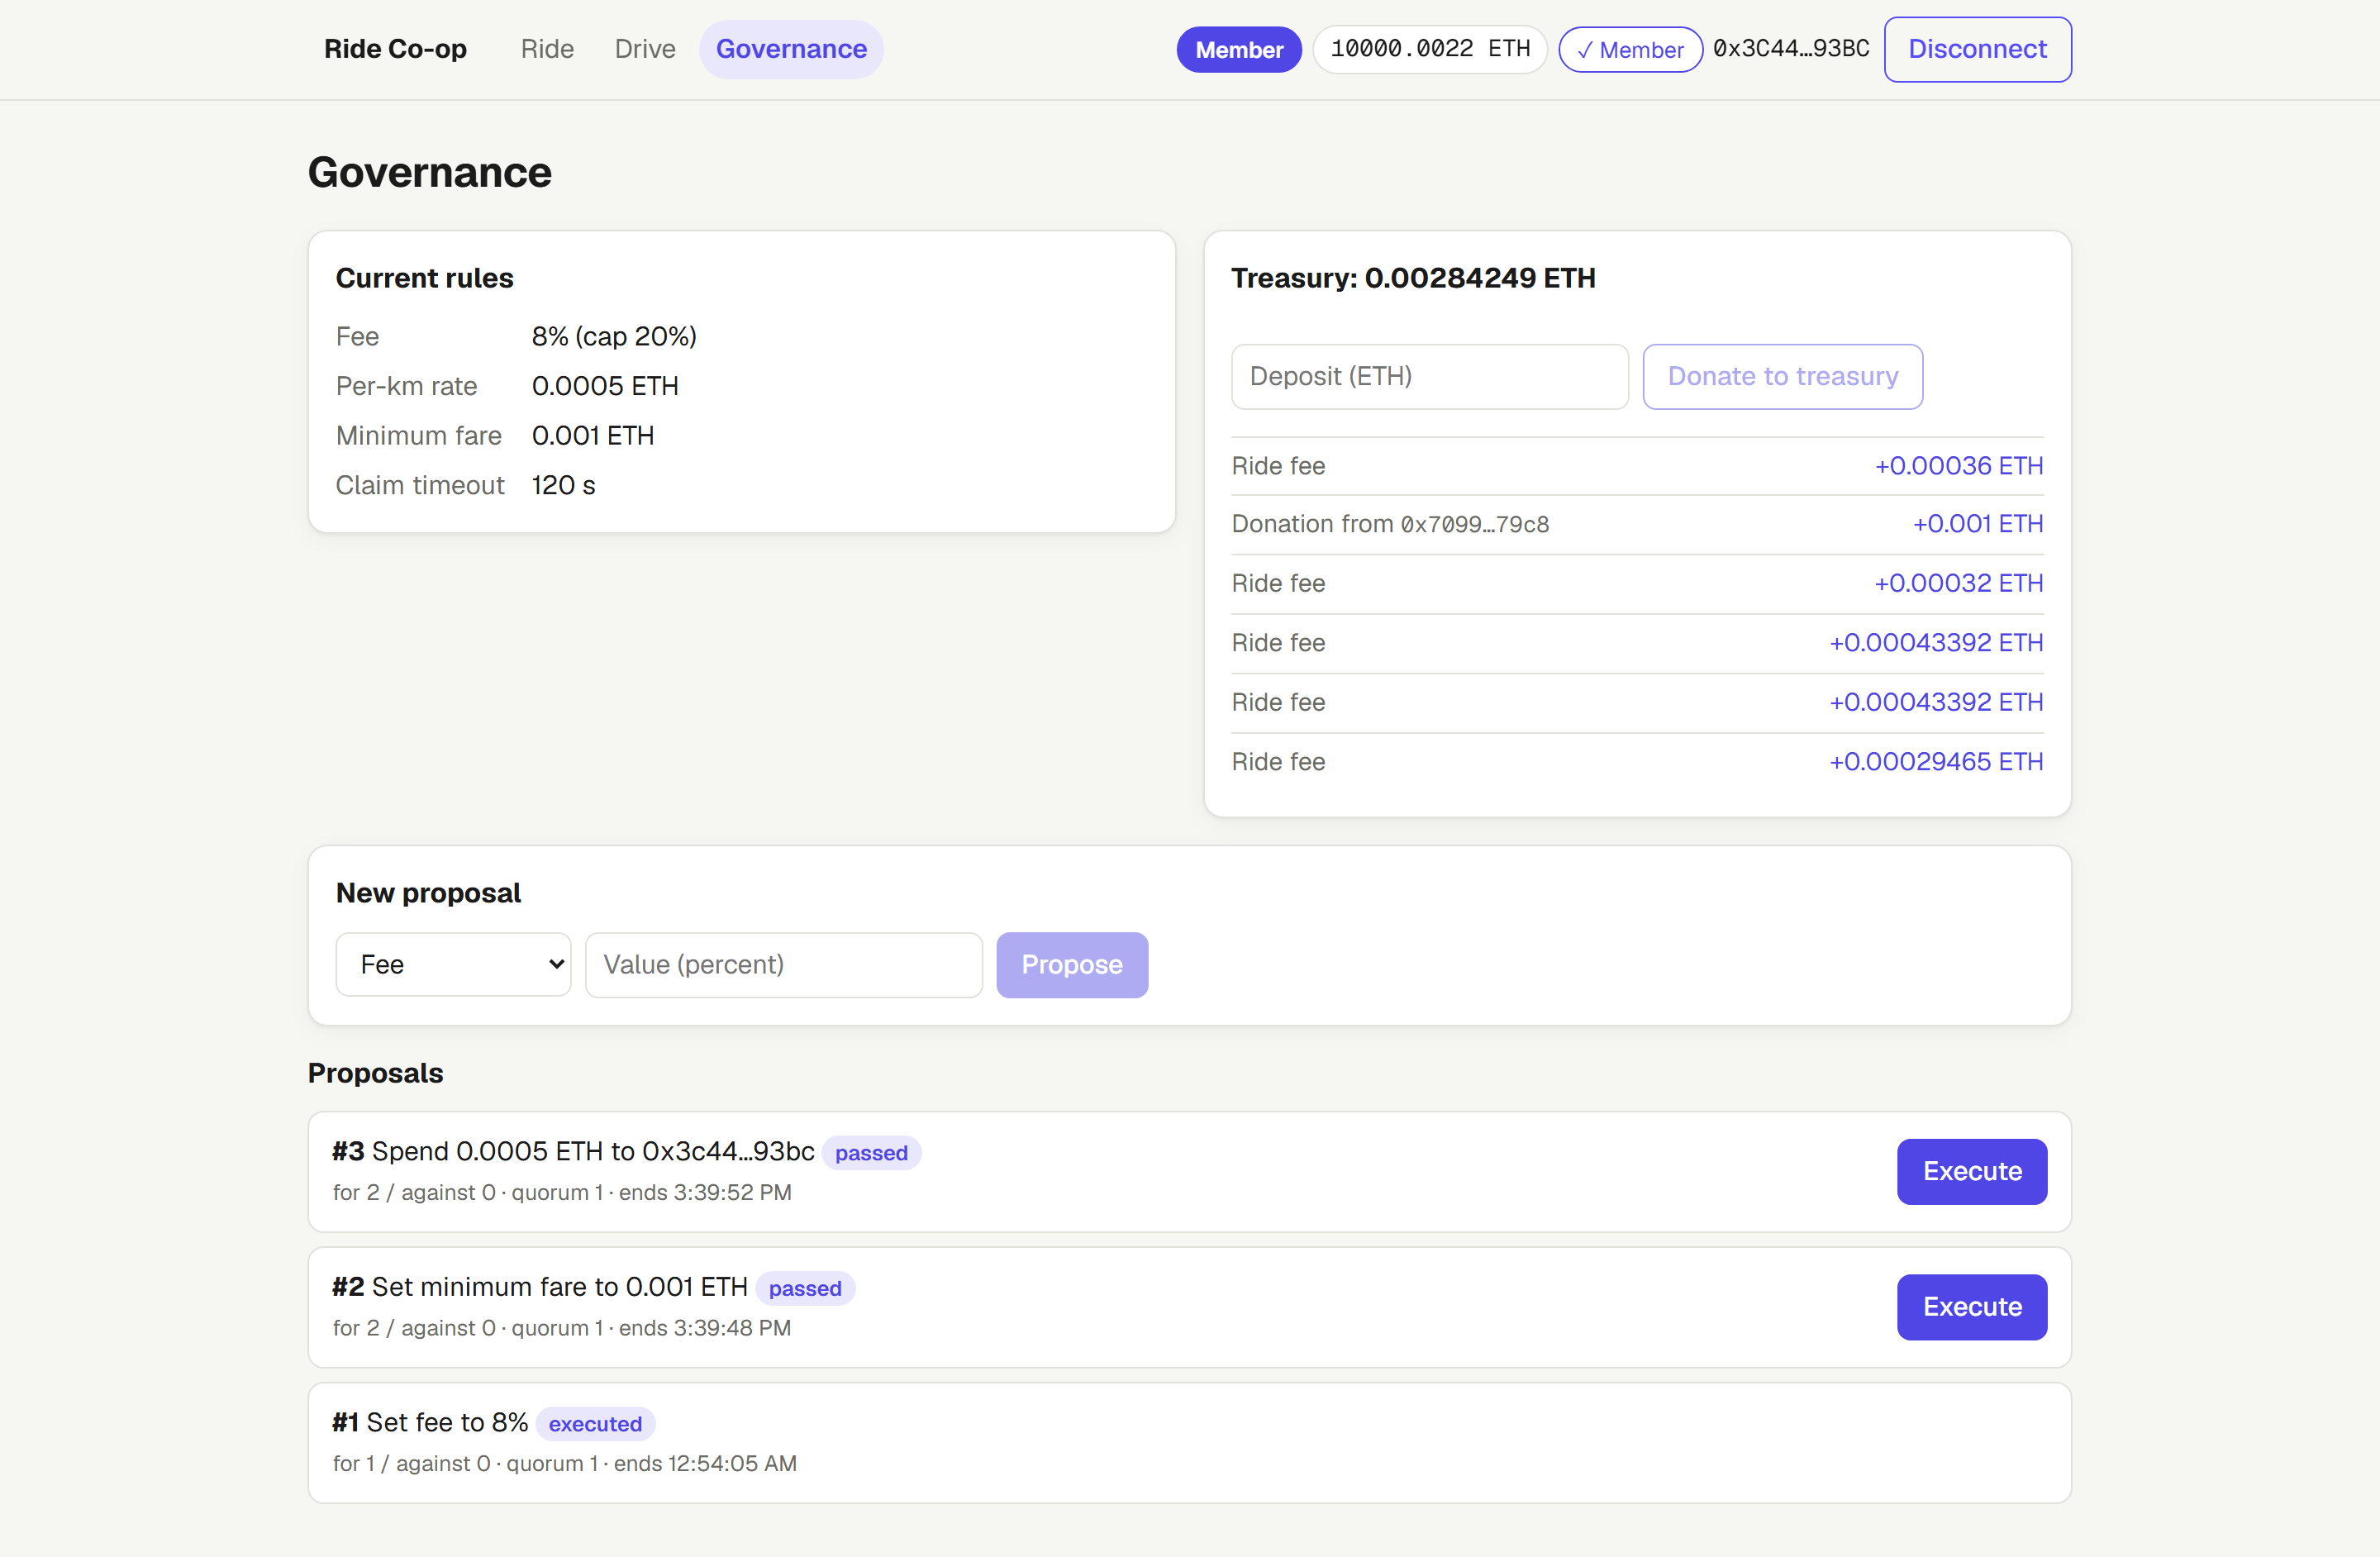 Ride Co-op Ride Drive Governance Member 10000.0022 ETH ✓ Member 0x3C44…93BC Disconnect
Governance
Current rules
Fee 8% (cap 20%)
Per-km rate 0.0005 ETH
Minimum fare 0.001 ETH
Claim timeout 120 s
Treasury: 0.00284249 ETH
Deposit (ETH) Donate to treasury
Ride fee +0.00036 ETH
Donation from 0x7099…79c8 +0.001 ETH
Ride fee +0.00032 ETH
Ride fee +0.00043392 ETH
Ride fee +0.00043392 ETH
Ride fee +0.00029465 ETH
New proposal
Fee Value (percent) Propose
Proposals
#3 Spend 0.0005 ETH to 0x3c44…93bc passed
for 2 / against 0 · quorum 1 · ends 3:39:52 PM
Execute
#2 Set minimum fare to 0.001 ETH passed
for 2 / against 0 · quorum 1 · ends 3:39:48 PM
Execute
#1 Set fee to 8% executed
for 1 / against 0 · quorum 1 · ends 12:54:05 AM